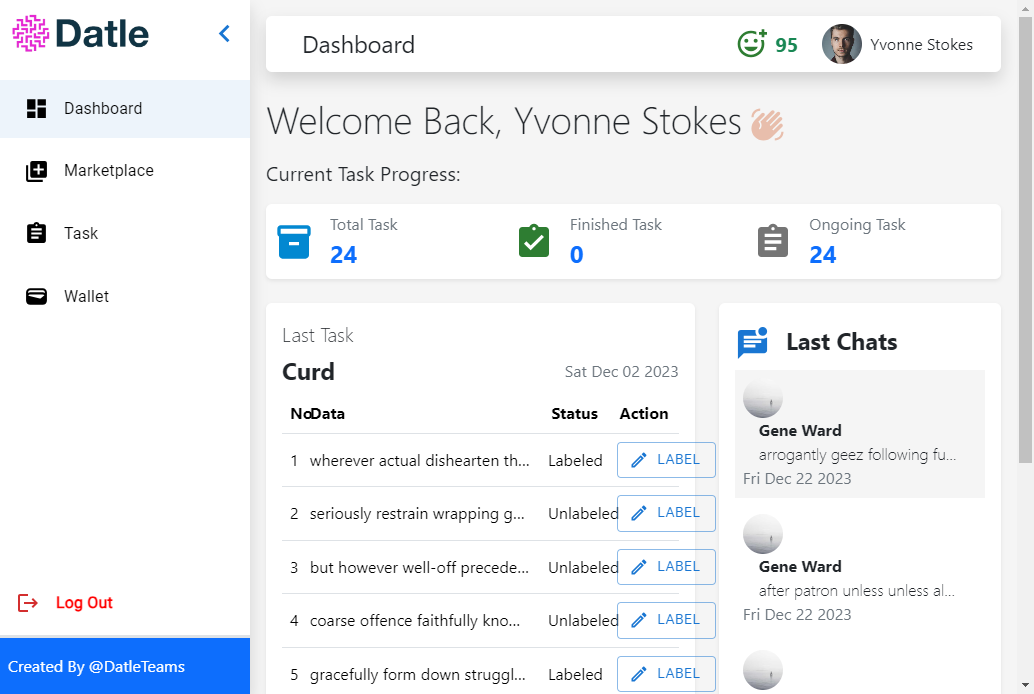 Datle
Dashboard
Marketplace
Task
Wallet
Log Out
Created By @DatleTeams
Dashboard
95
Yvonne Stokes
Welcome Back, Yvonne Stokes
Current Task Progress:
Total Task
24
Finished Task
0
Ongoing Task
24
Last Task
Curd
Sat Dec 02 2023
No Data Status Action
1 wherever actual dishearten th... Labeled LABEL
2 seriously restrain wrapping g... Unlabeled LABEL
3 but however well-off precede... Unlabeled LABEL
4 coarse offence faithfully kno... Unlabeled LABEL
5 gracefully form down struggl... Labeled LABEL
Last Chats
Gene Ward
arrogantly geez following fu...
Fri Dec 22 2023
Gene Ward
after patron unless unless al...
Fri Dec 22 2023